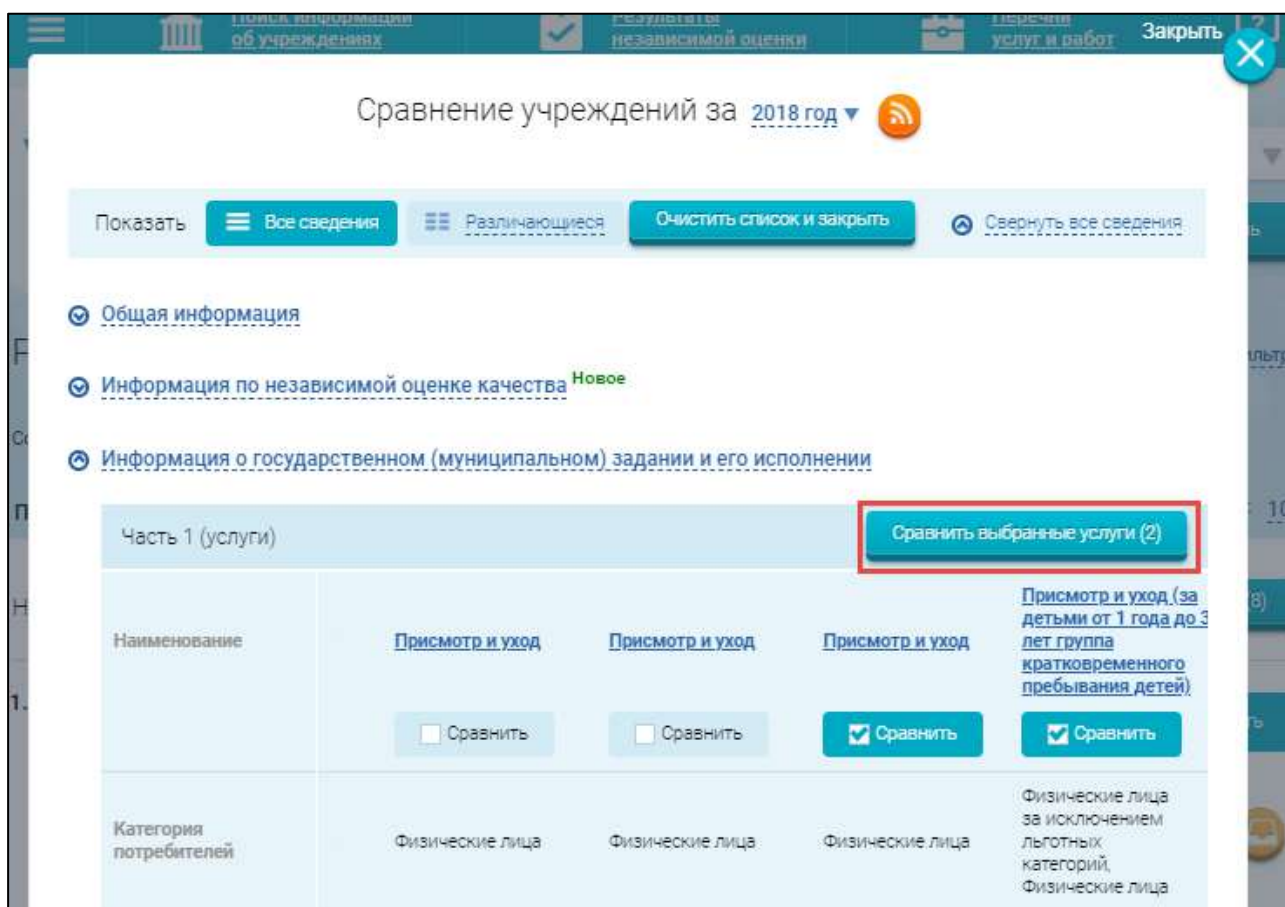 Поиск информации
об учреждениях
Результаты
независимой оценки
Перечни
услуг и работ
Закрыть
?
Сравнение учреждений за 2018 год
Показать Все сведения Различающиеся Очистить список и закрыть Свернуть все сведения
Общая информация
Информация по независимой оценке качества Новое
Информация о государственном (муниципальном) задании и его исполнении
Часть 1 (услуги) Сравнить выбранные услуги (2)
Наименование
Присмотр и уход
Присмотр и уход
Присмотр и уход
Присмотр и уход (за
детьми от 1 года до 3
лет группа
кратковременного
пребывания детей)
Сравнить Сравнить Сравнить Сравнить
Категория
потребителей
Физические лица
Физические лица
Физические лица
Физические лица
за исключением
льготных
категорий,
Физические лица
10
(8)
1.